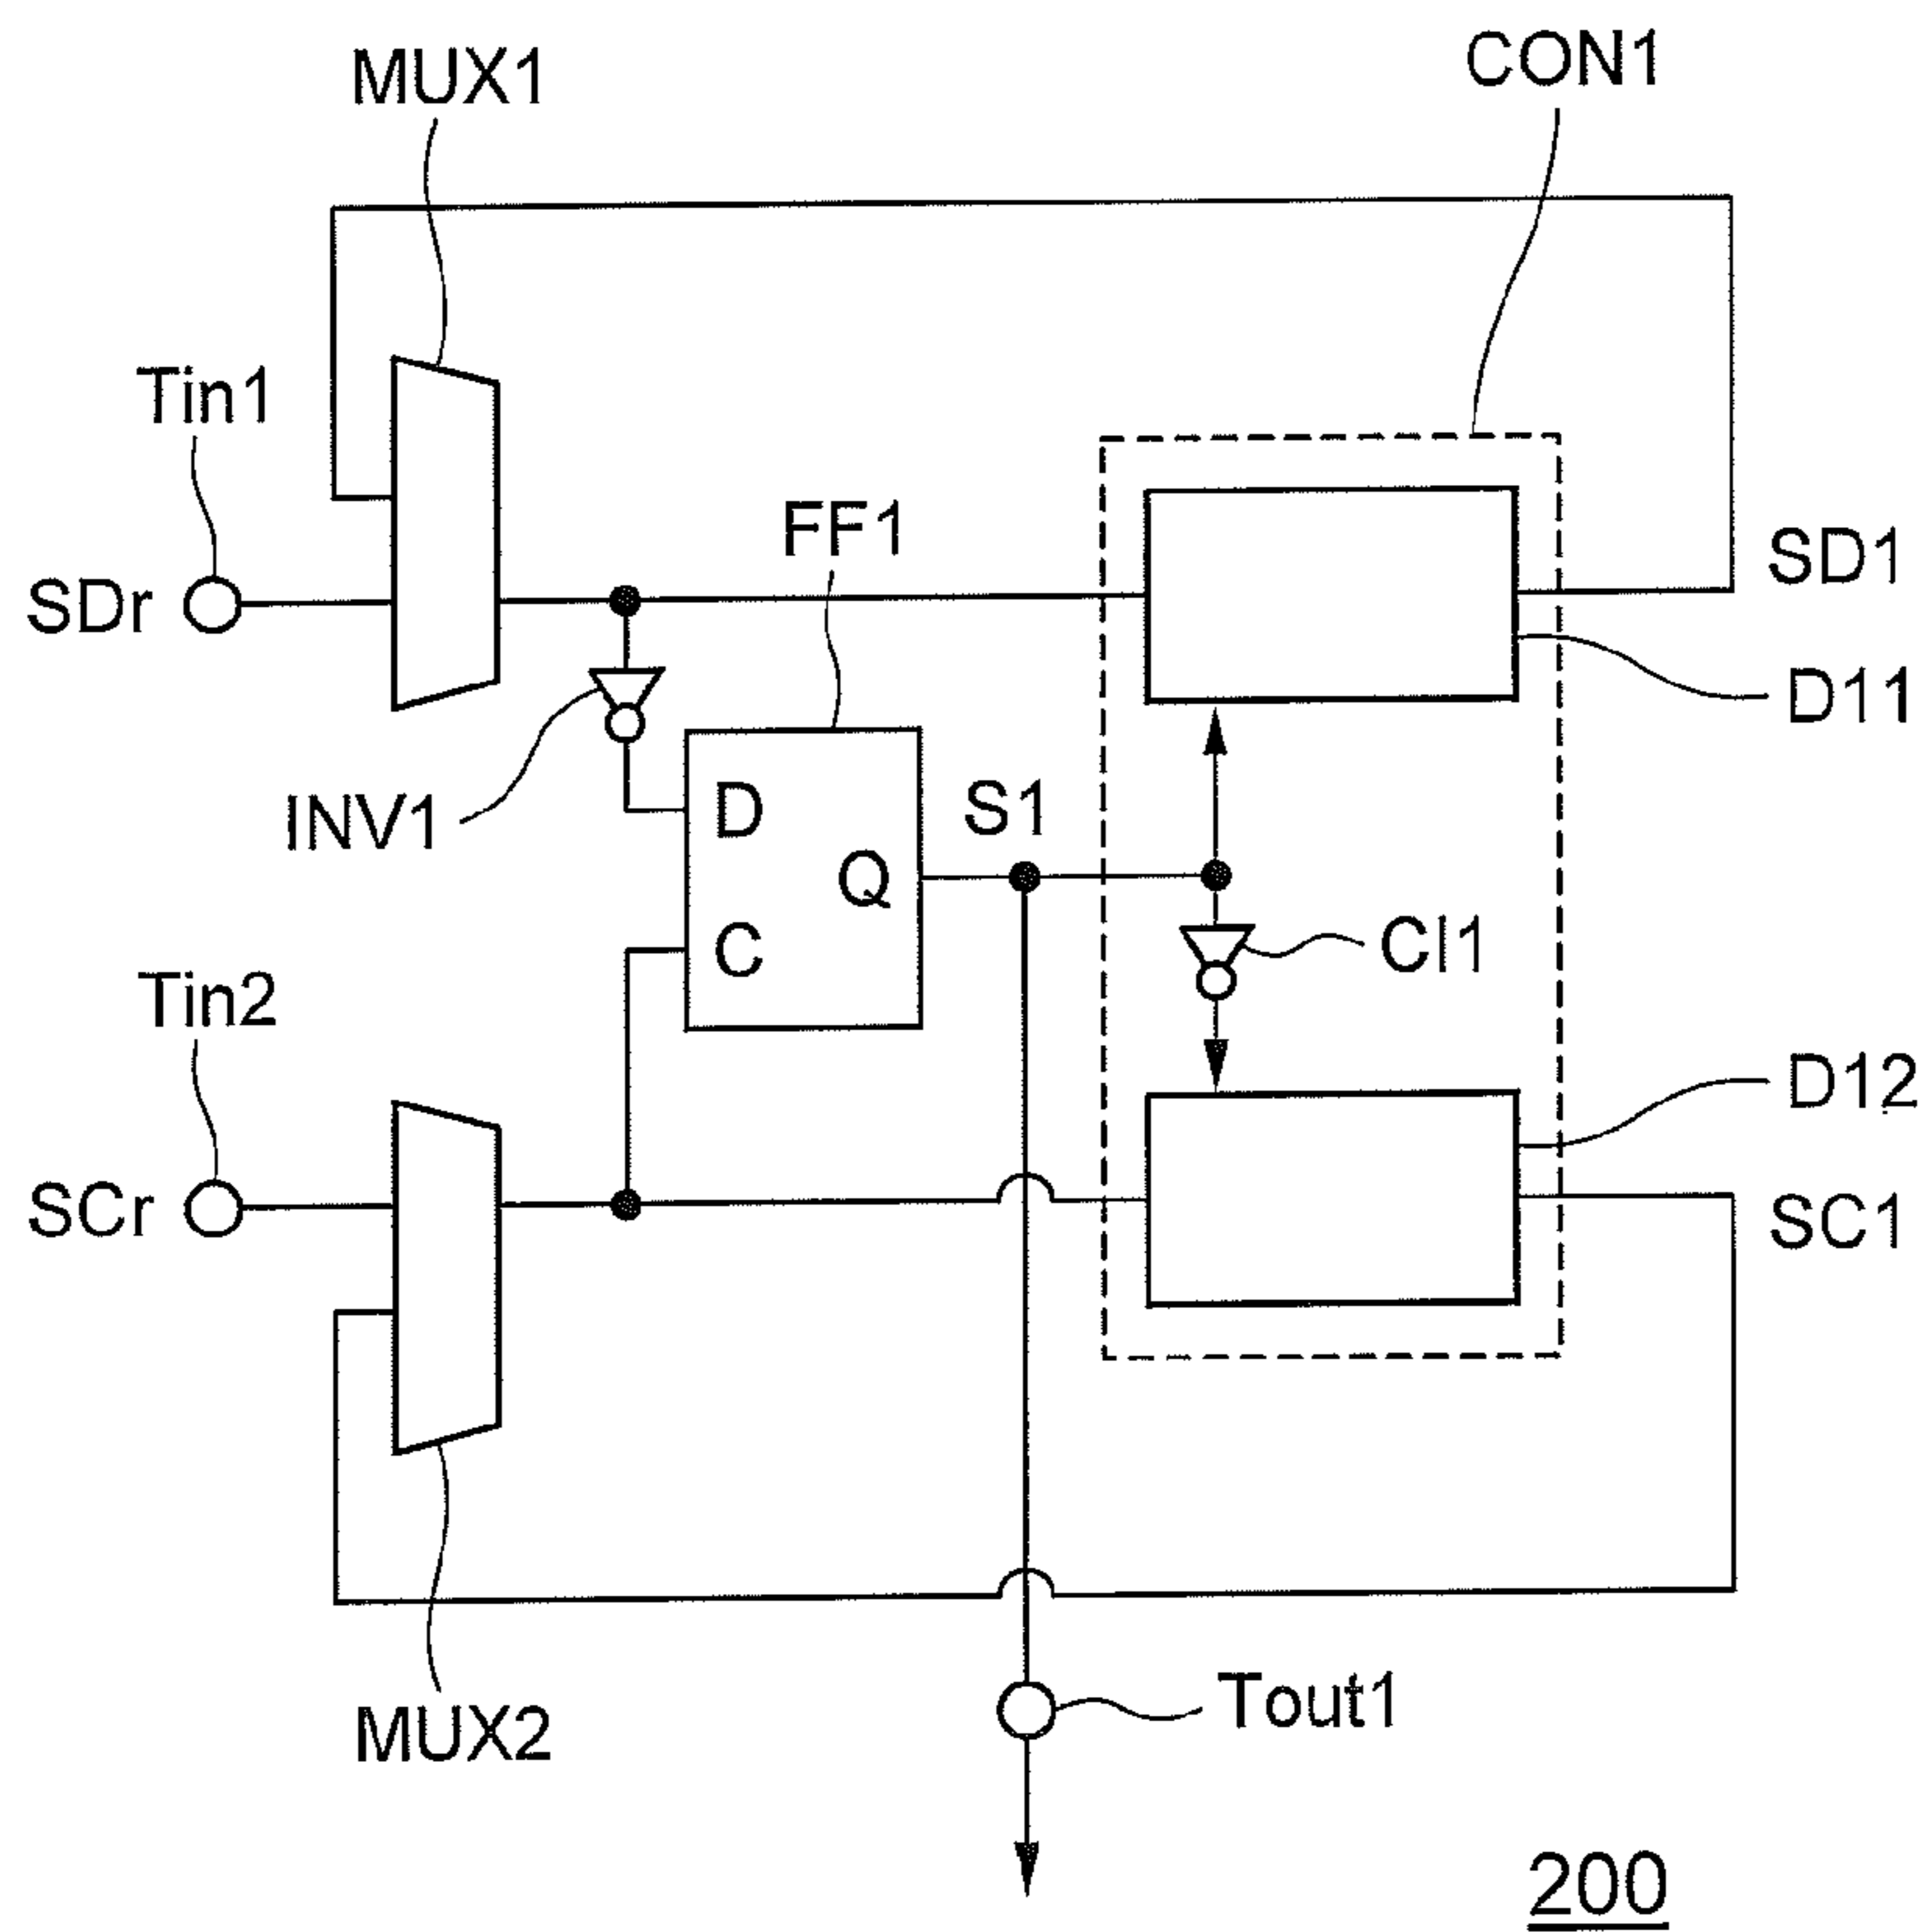 MUX1
CON1
Tin1
FF1
SDr
SD1
D11
INV1
D
S1
Q
C
CI1
Tin2
D12
SCr
SC1
MUX2
Tout1
200